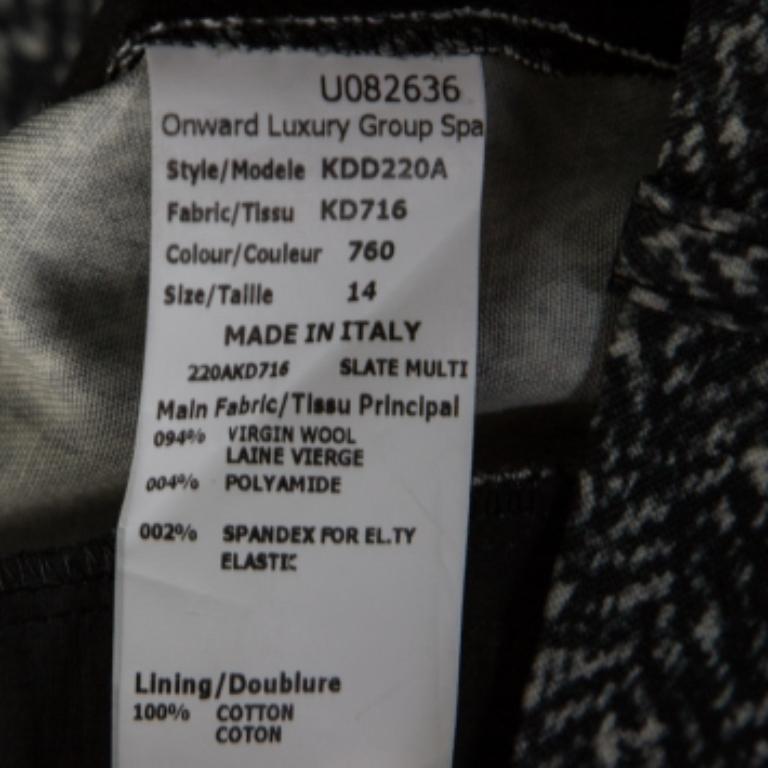 U082636
Onward Luxury Group Spa
Style/Modele KDD220A
Fabric/Tissu KD716
Colour/Couleur 760
Size/Taille 14
MADE IN ITALY
220AKD716 SLATE MULTI
Main Fabric/Tissu Principal
094% VIRGIN WOOL
LAINE VIERGE
004% POLYAMIDE
002% SPANDEX FOR EL.TY
ELASTIC
Lining/Doublure
100% COTTON
COTON